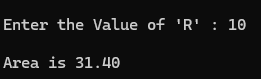 Enter the Value of 'R' : 10
Area is 31.40